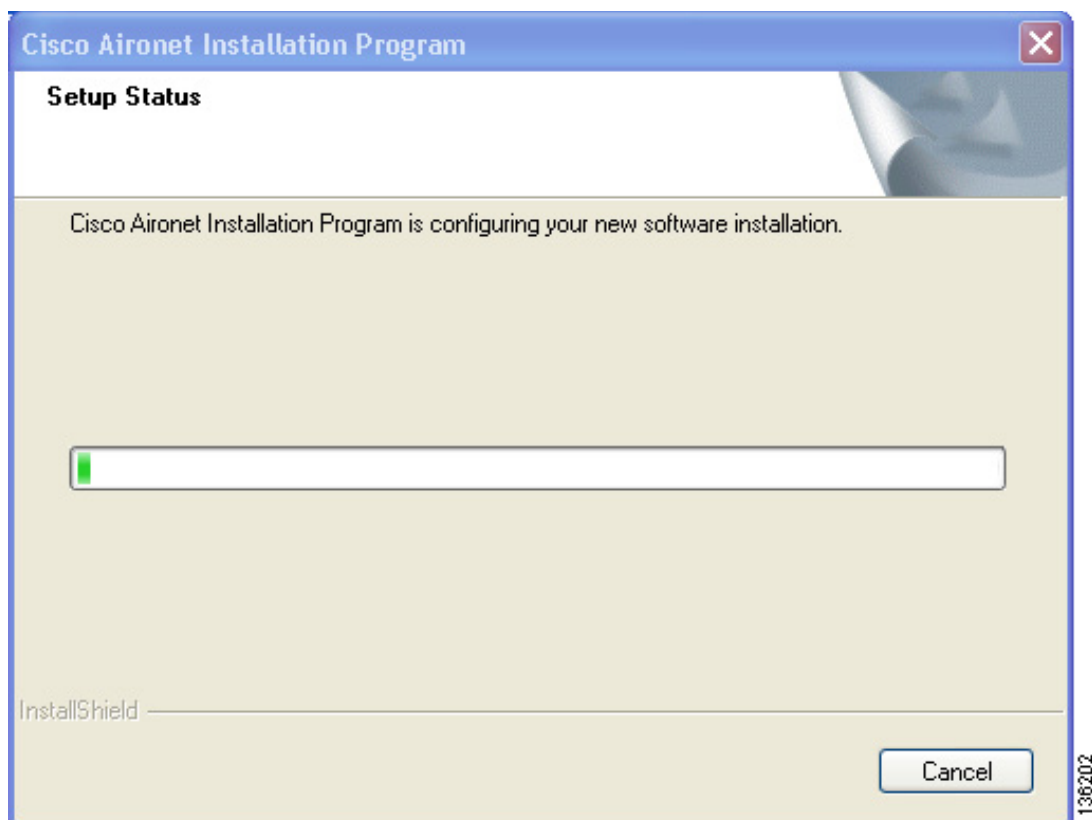 Cisco Aironet Installation Program
Setup Status
Cisco Aironet Installation Program is configuring your new software installation.
InstallShield
Cancel
136202